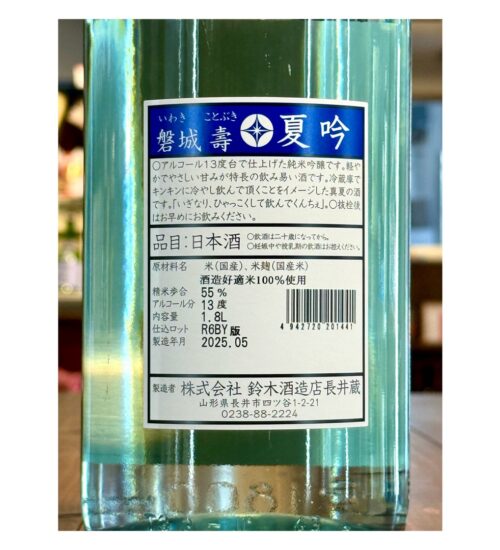 いわき ことぶき
磐城 壽 夏吟
○アルコール13度台で仕上げた純米吟醸です。軽や
かでやさしい甘みが特長の飲み易い酒です。冷蔵庫で
キンキンに冷やし飲んで頂くことをイメージした真夏の酒
です。「いぎなり、ひゃっこくして飲んでくんちぇ」。○抜栓後
はお早めにお飲みください。
品目:日本酒
○飲酒は二十歳になってから。
○妊娠中や授乳期の飲酒はお控えください。
原材料名 米(国産)、米麹(国産米)
酒造好適米100%使用
精米歩合 55%
アルコール分 13度
内容量 1.8L
仕込ロット R6BY版
製造年月 2025.05
4942720201441
製造者 株式会社 鈴木酒造店長井蔵
山形県長井市四ツ谷1-2-21
0238-88-2224